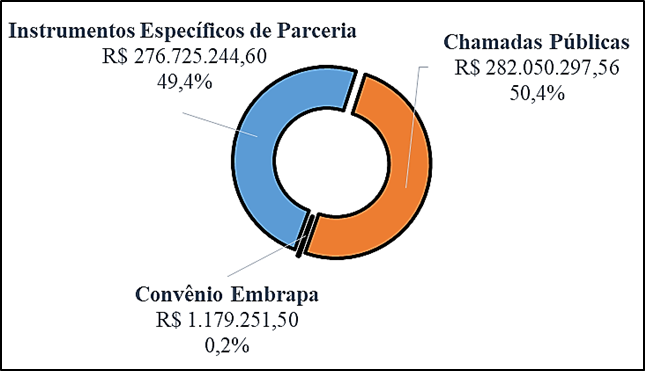 Instrumentos Específicos de Parceria
R$ 276.725.244,60
49,4%
Chamadas Públicas
R$ 282.050.297,56
50,4%
Convênio Embrapa
R$ 1.179.251,50
0,2%